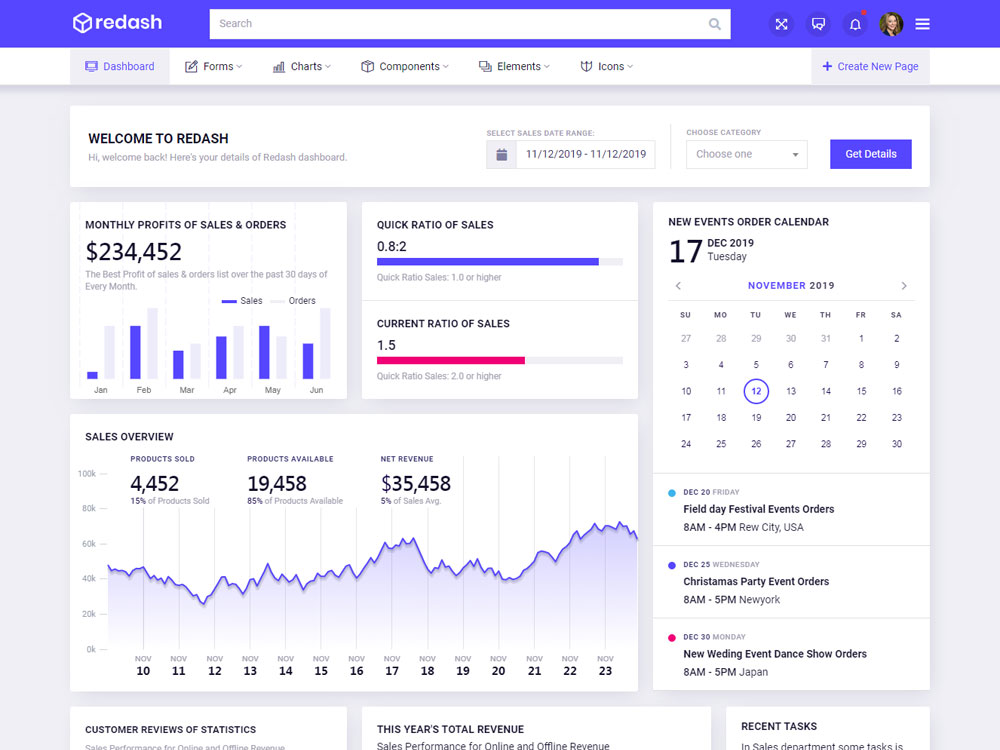 redash
Search
Dashboard
Forms
Charts
Components
Elements
Icons
+ Create New Page
WELCOME TO REDASH
Hi, welcome back! Here's your details of Redash dashboard.
SELECT SALES DATE RANGE:
11/12/2019 - 11/12/2019
CHOOSE CATEGORY
Choose one
Get Details
MONTHLY PROFITS OF SALES & ORDERS
$234,452
The Best Profit of sales & orders list over the past 30 days of
Every Month.
Sales Orders
Jan Feb Mar Apr May Jun
QUICK RATIO OF SALES
0.8:2
Quick Ratio Sales: 1.0 or higher
CURRENT RATIO OF SALES
1.5
Quick Ratio Sales: 2.0 or higher
NEW EVENTS ORDER CALENDAR
17 DEC 2019
Tuesday
NOVEMBER 2019
SU MO TU WE TH FR SA
27 28 29 30 31 1 2
3 4 5 6 7 8 9
10 11 12 13 14 15 16
17 18 19 20 21 22 23
24 25 26 27 28 29 30
DEC 20 FRIDAY
Field day Festival Events Orders
8AM - 4PM Rew City, USA
DEC 25 WEDNESDAY
Christamas Party Event Orders
8AM - 5PM Newyork
DEC 30 MONDAY
New Weding Event Dance Show Orders
8AM - 5PM Japan
SALES OVERVIEW
PRODUCTS SOLD
4,452
15% of Products Sold
PRODUCTS AVAILABLE
19,458
85% of Products Available
NET REVENUE
$35,458
5% of Sales Avg.
100k
80k
60k
40k
20k
0k
NOV NOV NOV NOV NOV NOV NOV NOV NOV NOV NOV NOV NOV NOV
10 11 12 13 14 15 16 17 18 19 20 21 22 23
CUSTOMER REVIEWS OF STATISTICS
Sales Performance for Online and Offline Revenue
THIS YEAR'S TOTAL REVENUE
Sales Performance for Online and Offline Revenue
RECENT TASKS
In Sales department some tasks is